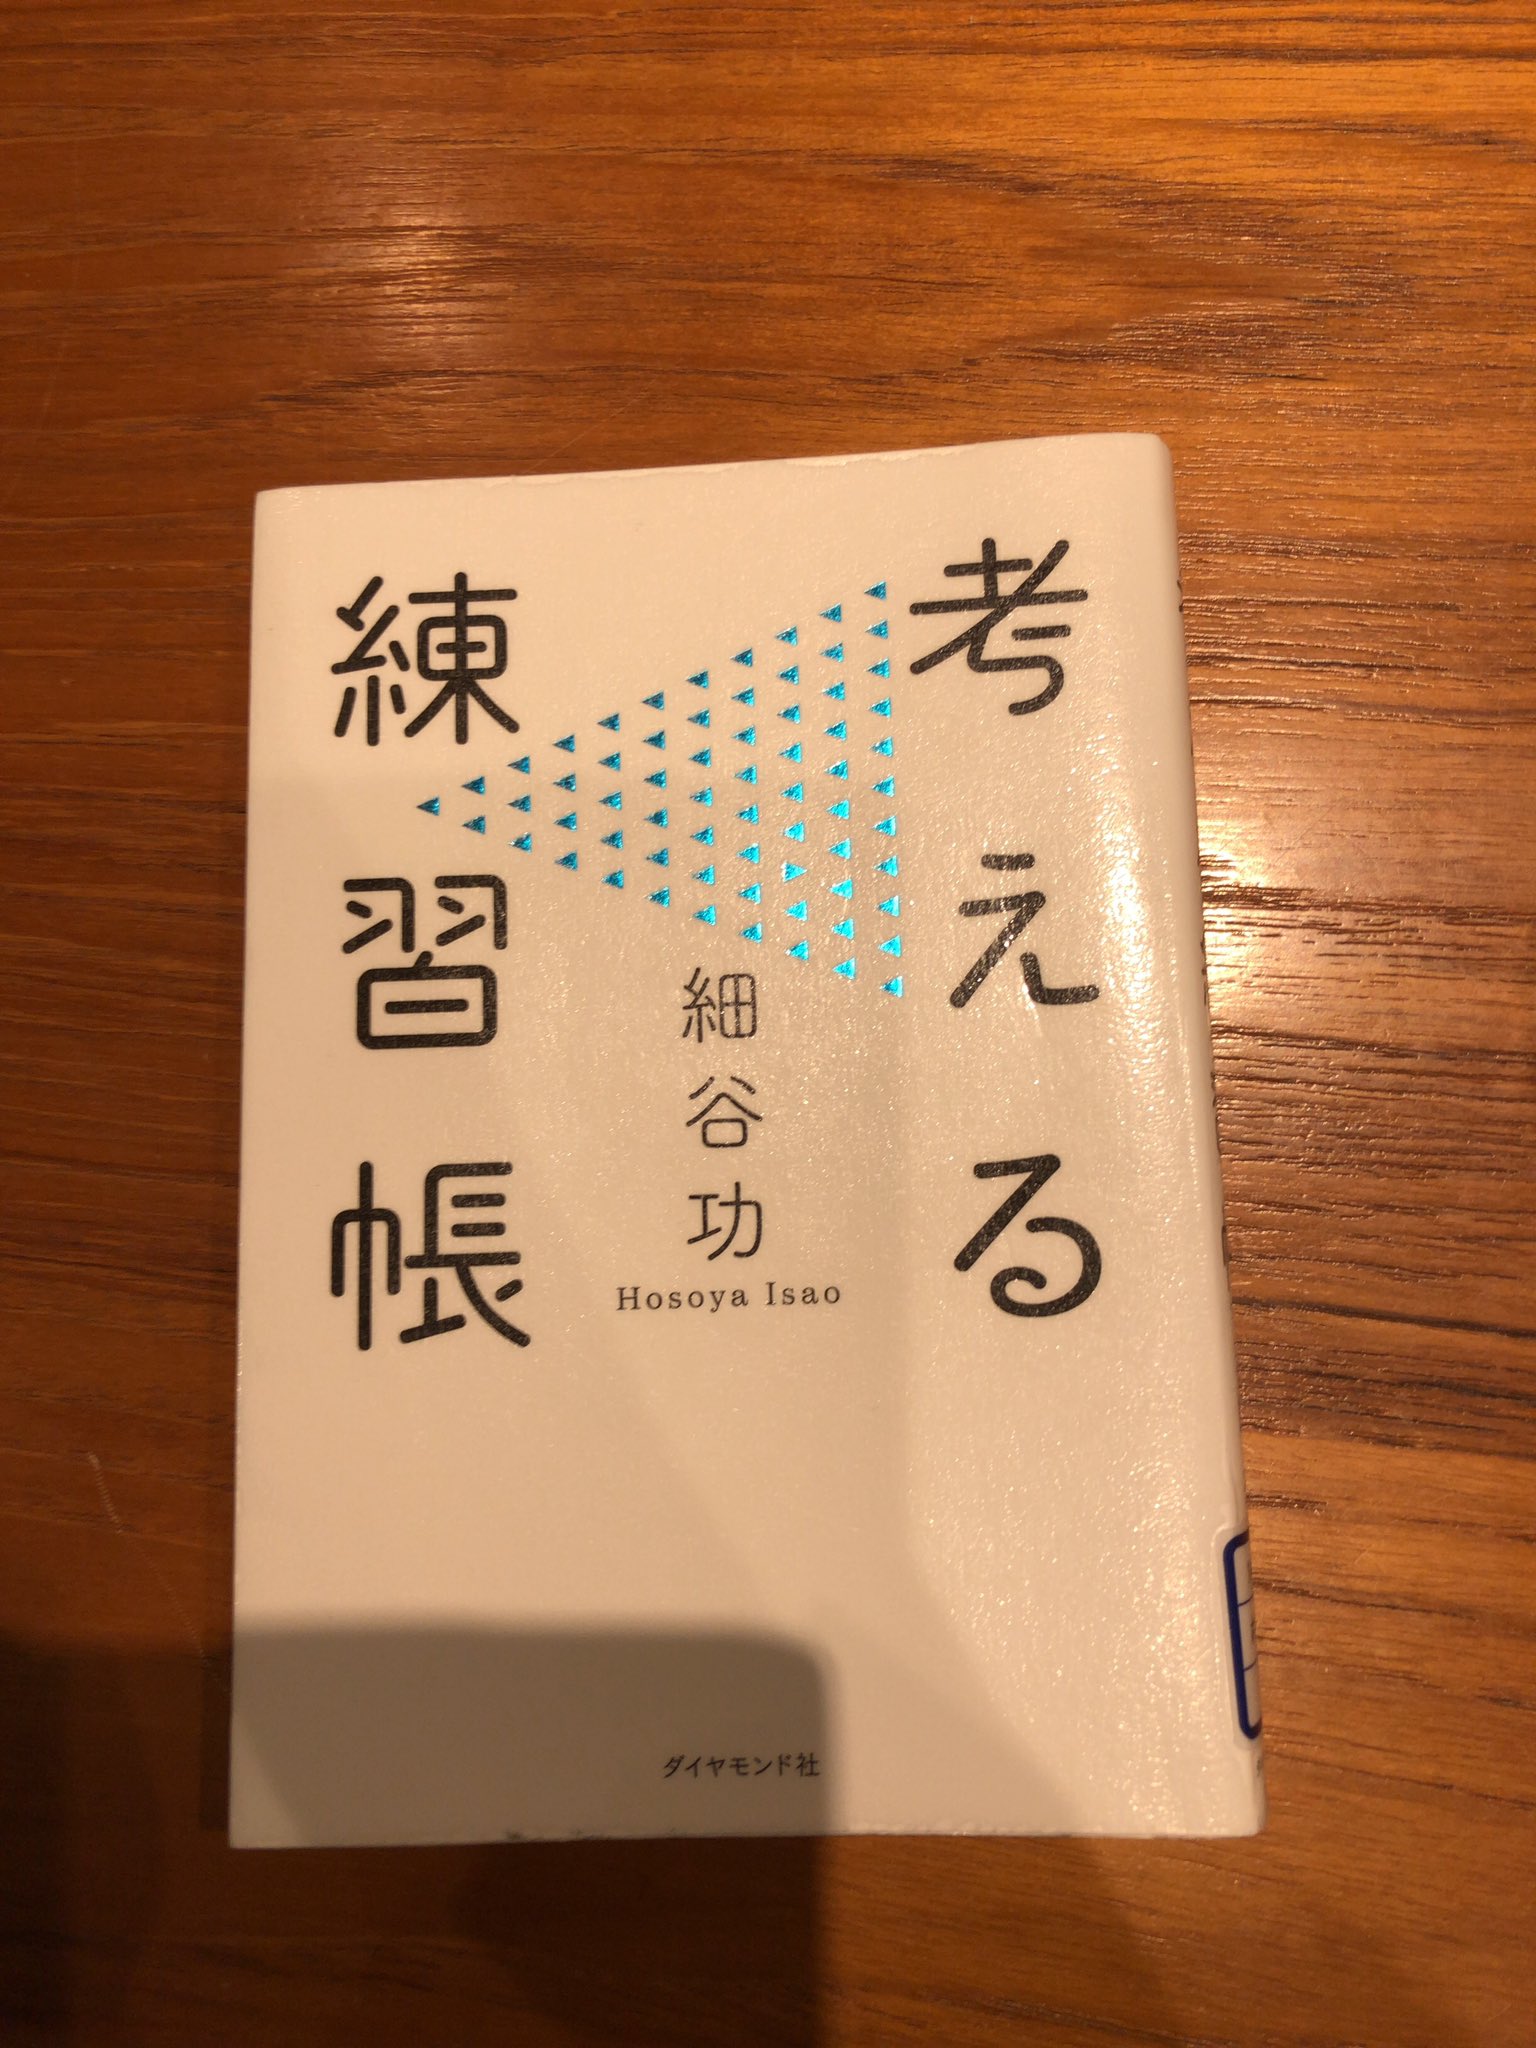 考える
練習帳
細谷功
Hosoya Isao
ダイヤモンド社